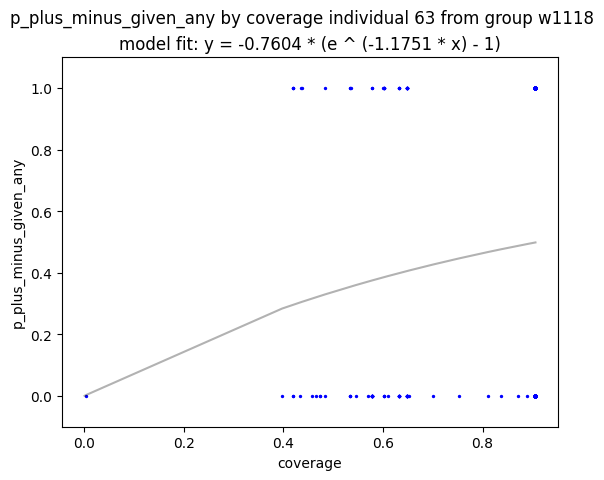 p_plus_minus_given_any by coverage individual 63 from group w1118
model fit: y = -0.7604 * (e ^ (-1.1751 * x) - 1)
1.0
0.8
0.6
0.4
0.2
0.0
p_plus_minus_given_any
0.0 0.2 0.4 0.6 0.8
coverage